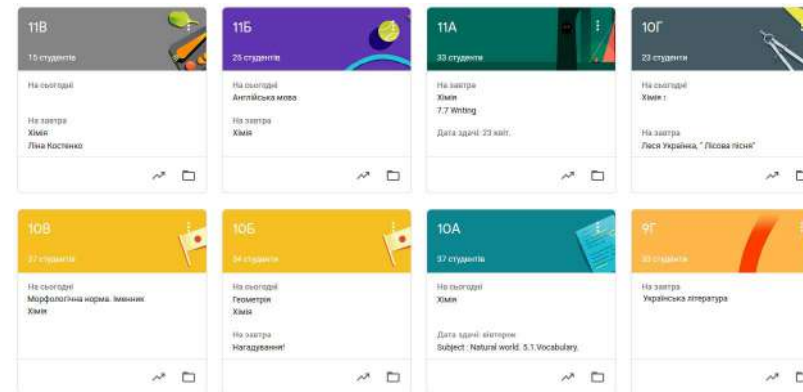 11В
15 студентів
На сьогодні
На завтра
Хімія
Ліна Костенко
11Б
25 студентів
На сьогодні
Англійська мова
На завтра
Хімія
11А
33 студенти
На завтра
Хімія
7.7 Writing
Дата здачі: 23 квіт.
10Г
23 студенти
На сьогодні
Хімія :
На завтра
Леся Українка, " Лісова пісня"
10В
27 студентів
На сьогодні
Морфологічна норма. Іменник
Хімія
10Б
34 студенти
На сьогодні
Геометрія
Хімія
На завтра
Нагадування!
10А
27 студентів
На сьогодні
Хімія
Дата здачі: вівторок
Subject : Natural world. 5.1.Vocabulary.
9Г
студенти
На завтра
Українська література